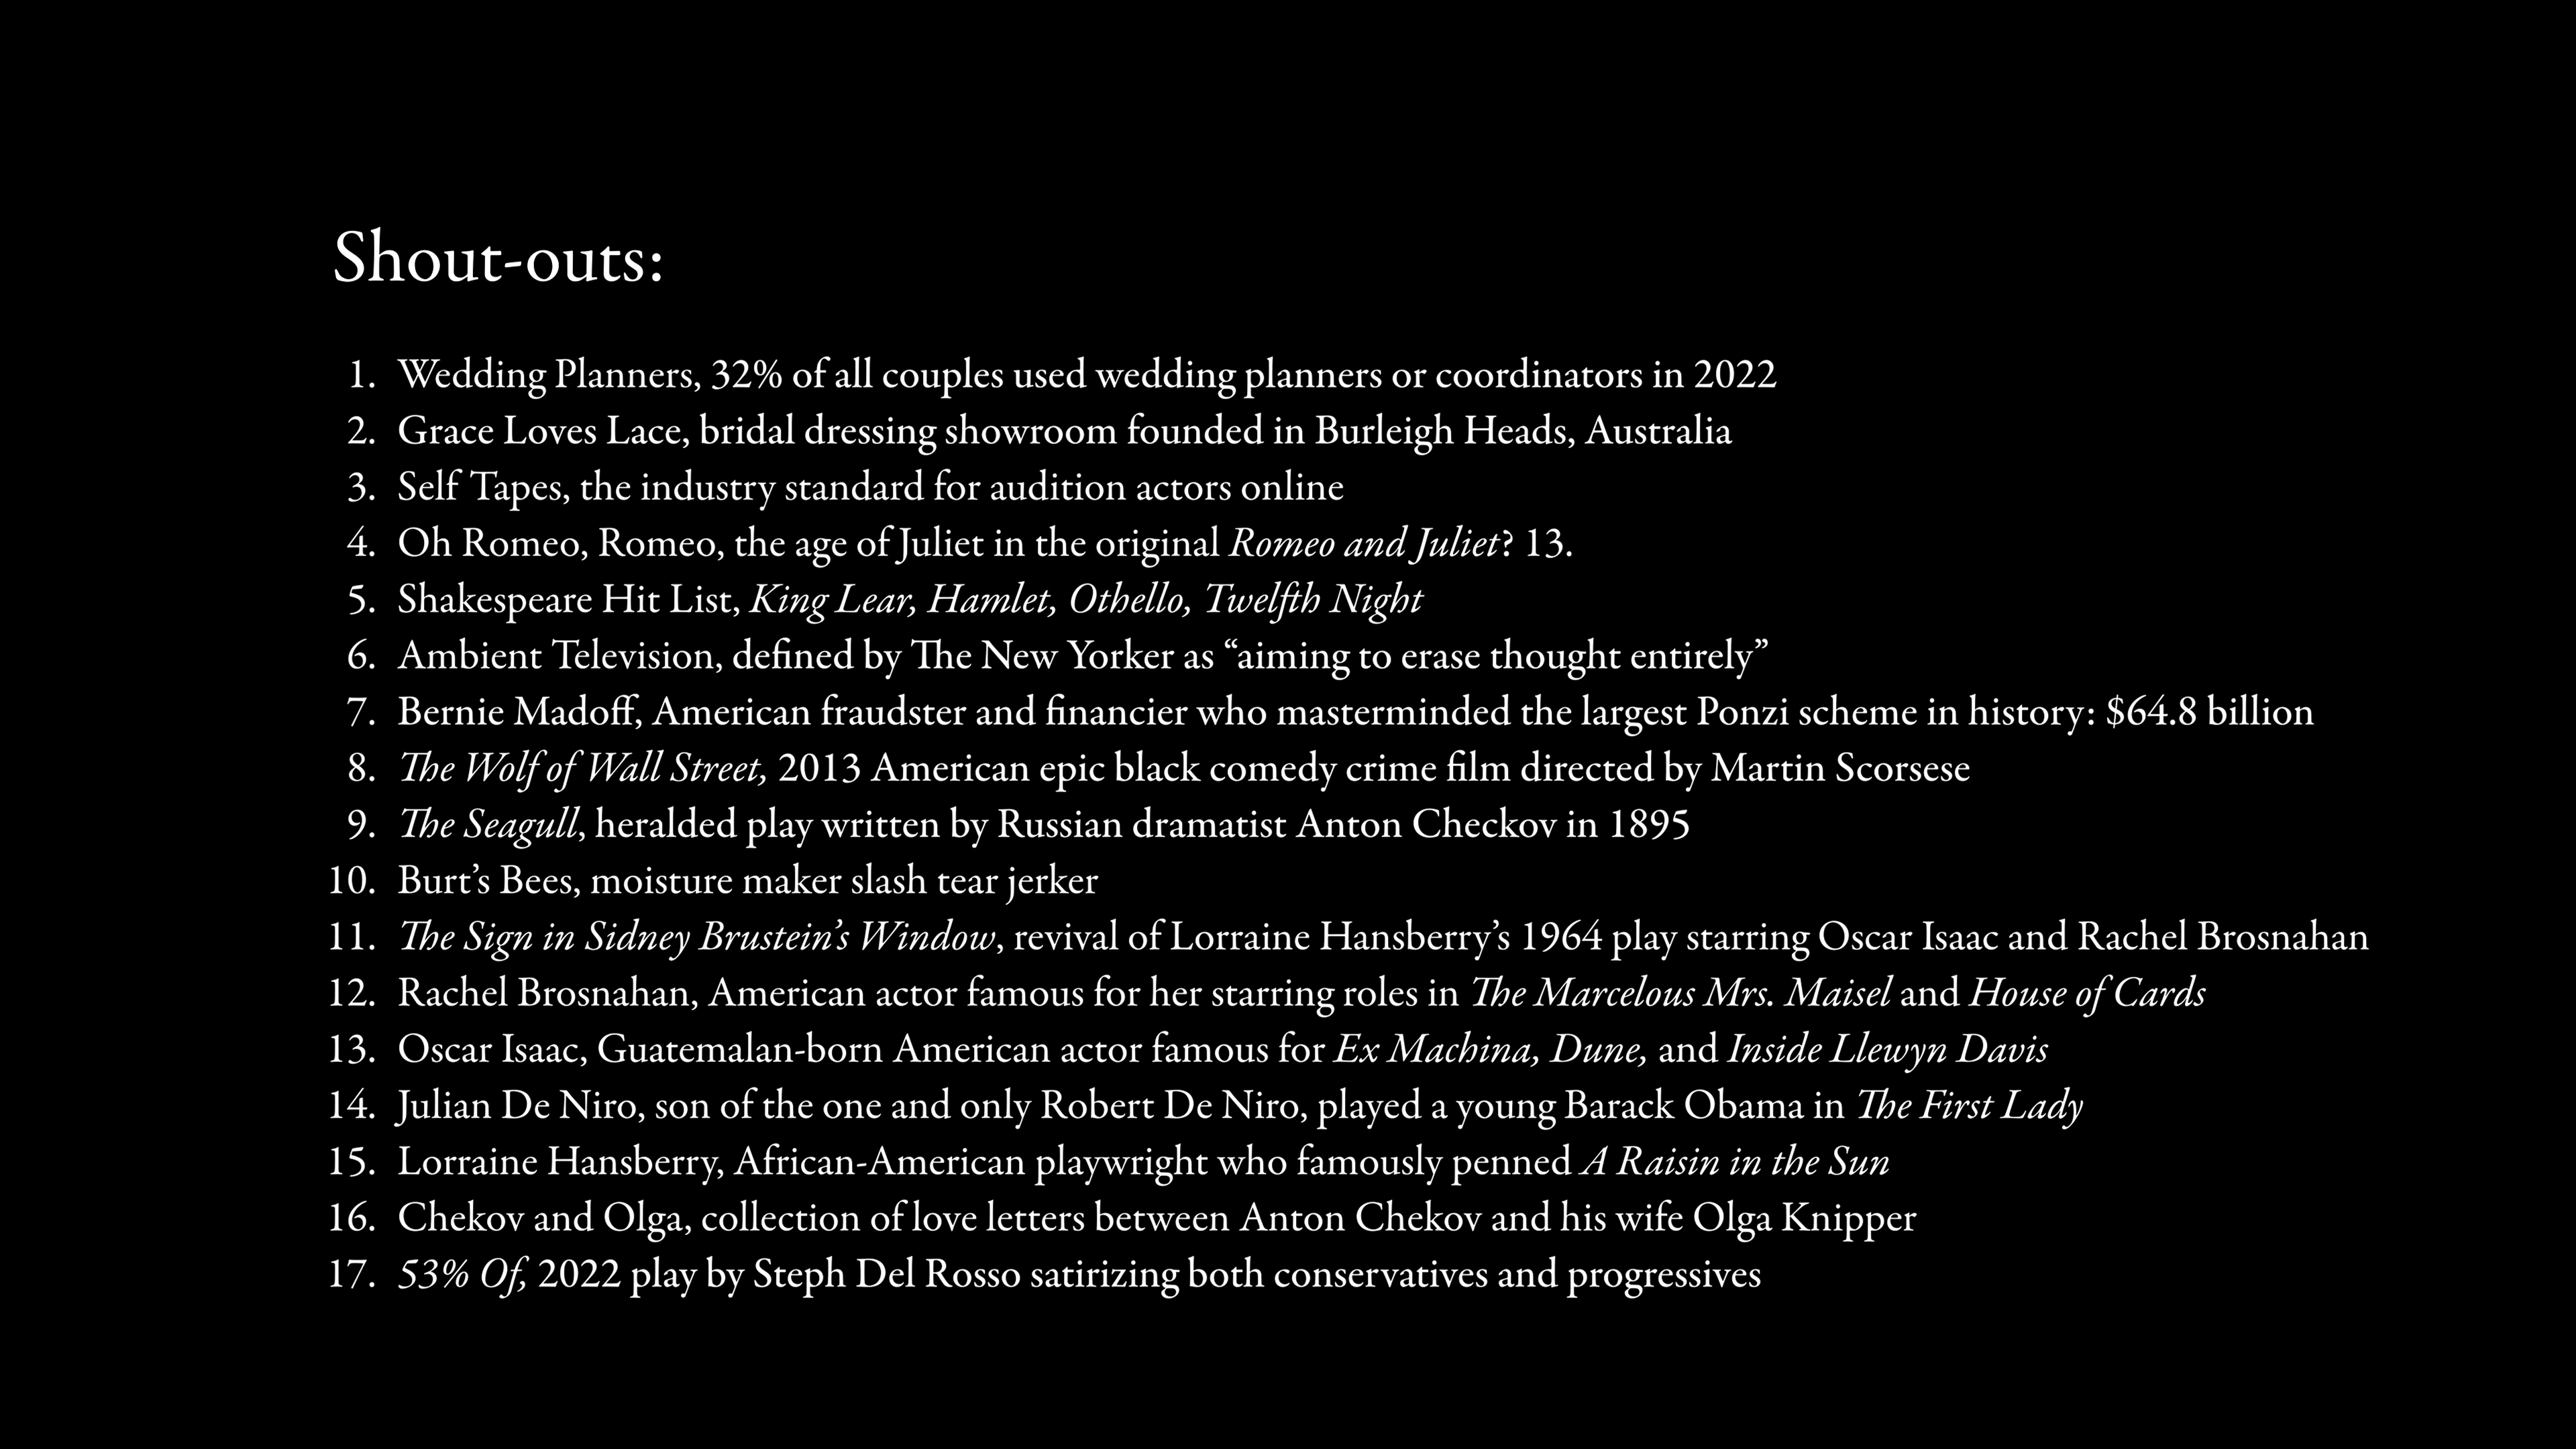 Shout-outs:
1. Wedding Planners, 32% of all couples used wedding planners or coordinators in 2022
2. Grace Loves Lace, bridal dressing showroom founded in Burleigh Heads, Australia
3. Self Tapes, the industry standard for audition actors online
4. Oh Romeo, Romeo, the age of Juliet in the original Romeo and Juliet? 13.
5. Shakespeare Hit List, King Lear, Hamlet, Othello, Twelfth Night
6. Ambient Television, defined by The New Yorker as “aiming to erase thought entirely”
7. Bernie Madoff, American fraudster and financier who masterminded the largest Ponzi scheme in history: $64.8 billion
8. The Wolf of Wall Street, 2013 American epic black comedy crime film directed by Martin Scorsese
9. The Seagull, heralded play written by Russian dramatist Anton Checkov in 1895
10. Burt’s Bees, moisture maker slash tear jerker
11. The Sign in Sidney Brustein’s Window, revival of Lorraine Hansberry’s 1964 play starring Oscar Isaac and Rachel Brosnahan
12. Rachel Brosnahan, American actor famous for her starring roles in The Marcelous Mrs. Maisel and House of Cards
13. Oscar Isaac, Guatemalan-born American actor famous for Ex Machina, Dune, and Inside Llewyn Davis
14. Julian De Niro, son of the one and only Robert De Niro, played a young Barack Obama in The First Lady
15. Lorraine Hansberry, African-American playwright who famously penned A Raisin in the Sun
16. Chekov and Olga, collection of love letters between Anton Chekov and his wife Olga Knipper
17. 53% Of, 2022 play by Steph Del Rosso satirizing both conservatives and progressives